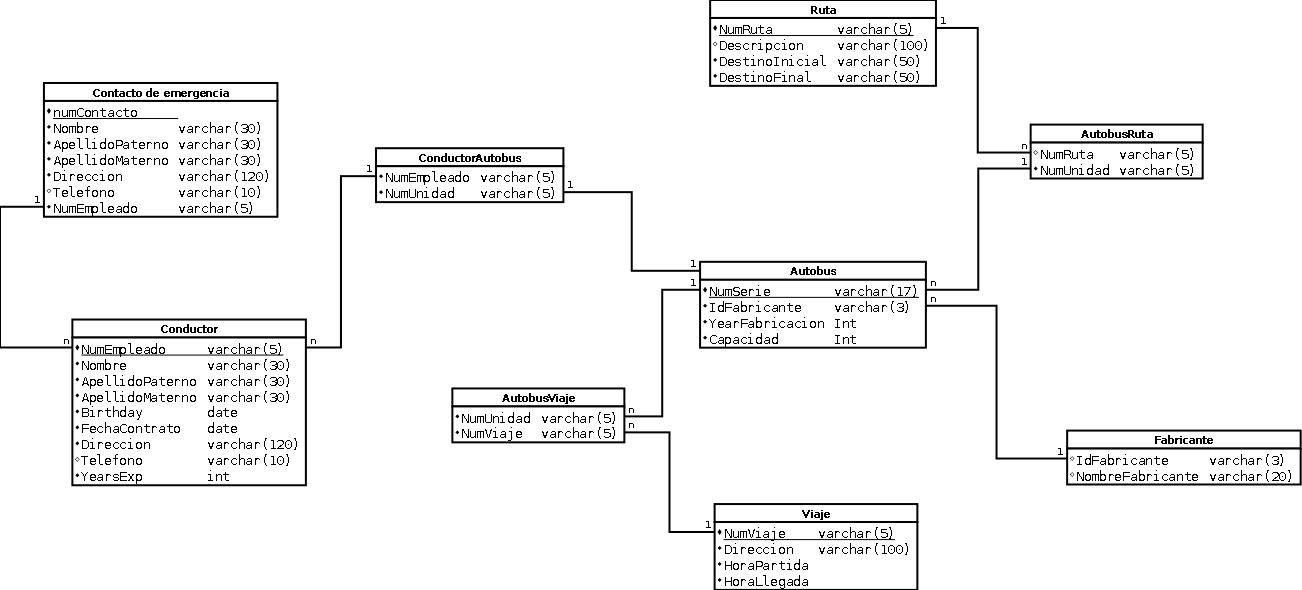 Ruta
NumRuta varchar(5)
Descripcion varchar(100)
DestinoInicial varchar(50)
DestinoFinal varchar(50)
1
Contacto de emergencia
numContacto
Nombre varchar(30)
ApellidoPaterno varchar(30)
ApellidoMaterno varchar(30)
Direccion varchar(120)
Telefono varchar(10)
NumEmpleado varchar(5)
1
ConductorAutobus
NumEmpleado varchar(5)
NumUnidad varchar(5)
1
1
AutobusRuta
NumRuta varchar(5)
NumUnidad varchar(5)
n
1
Autobus
NumSerie varchar(17)
IdFabricante varchar(3)
YearFabricacion Int
Capacidad Int
1
1
n
n
Conductor
NumEmpleado varchar(5)
Nombre varchar(30)
ApellidoPaterno varchar(30)
ApellidoMaterno varchar(30)
Birthday date
FechaContrato date
Direccion varchar(120)
Telefono varchar(10)
YearsExp int
n
n
AutobusViaje
NumUnidad varchar(5)
NumViaje varchar(5)
n
n
Fabricante
IdFabricante varchar(3)
NombreFabricante varchar(20)
1
Viaje
NumViaje varchar(5)
Direccion varchar(100)
HoraPartida
HoraLlegada
1